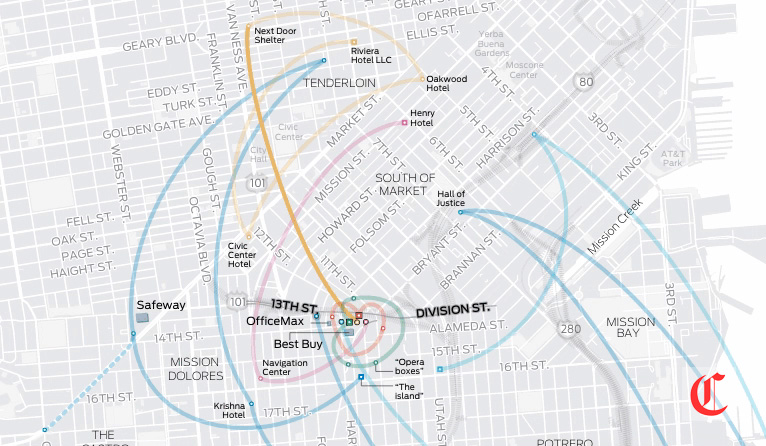 OFARRELL ST.
ELLIS ST.
VAN NESS AVE.
GEARY BLVD.
FRANKLIN ST.
Next Door
Shelter
Riviera
Hotel LLC
Yerba
Buena
Gardens
Moscone
Center
TENDERLOIN
Oakwood
Hotel
4TH ST.
80
EDDY ST.
TURK ST.
GOLDEN GATE AVE.
MARKET ST.
Henry
Hotel
5TH ST.
HARRISON ST.
3RD ST.
Civic
Center
City
Hall
7TH ST.
6TH ST.
KING ST.
AT&T
Park
WEBSTER ST.
GOUGH ST.
101
MISSION ST.
SOUTH OF
MARKET
Hall of
Justice
OCTAVIA BLVD.
HOWARD ST.
FOLSOM ST.
Mission Creek
FELL ST.
OAK ST.
PAGE ST.
HAIGHT ST.
Civic
Center
Hotel
12TH ST.
11TH ST.
BRYANT ST.
BRANNAN ST.
3RD ST.
Safeway
101
13TH ST.
DIVISION ST.
OfficeMax
ALAMEDA ST.
280
MISSION
BAY
14TH ST.
Best Buy
15TH ST.
MISSION
DOLORES
Navigation
Center
“Opera
boxes”
16TH ST.
“The
island”
16TH ST.
Krishna
Hotel
17TH ST.
UTAH ST.
THE
POTRERO
C